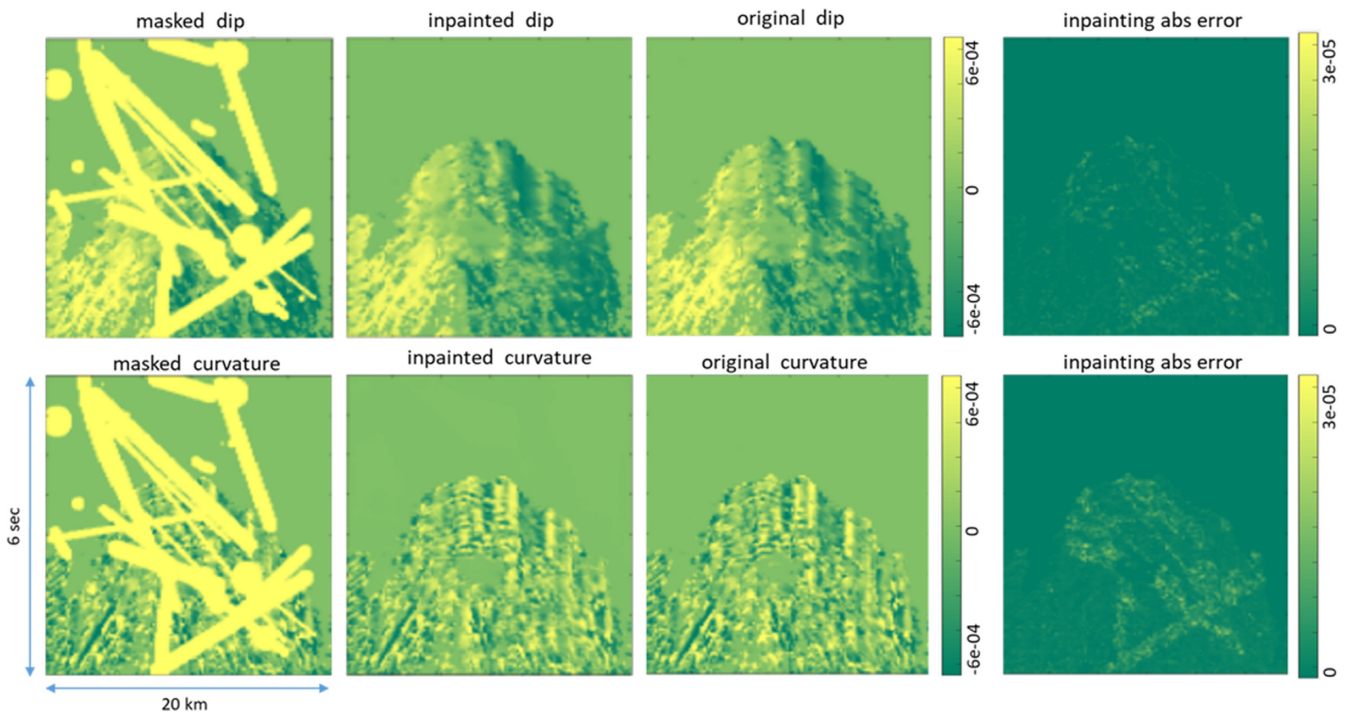 masked dip
inpainted dip
original dip
inpainting abs error
6e-04
0
-6e-04
3e-05
0
masked curvature
inpainted curvature
original curvature
inpainting abs error
6e-04
0
-6e-04
3e-05
0
6 sec
20 km